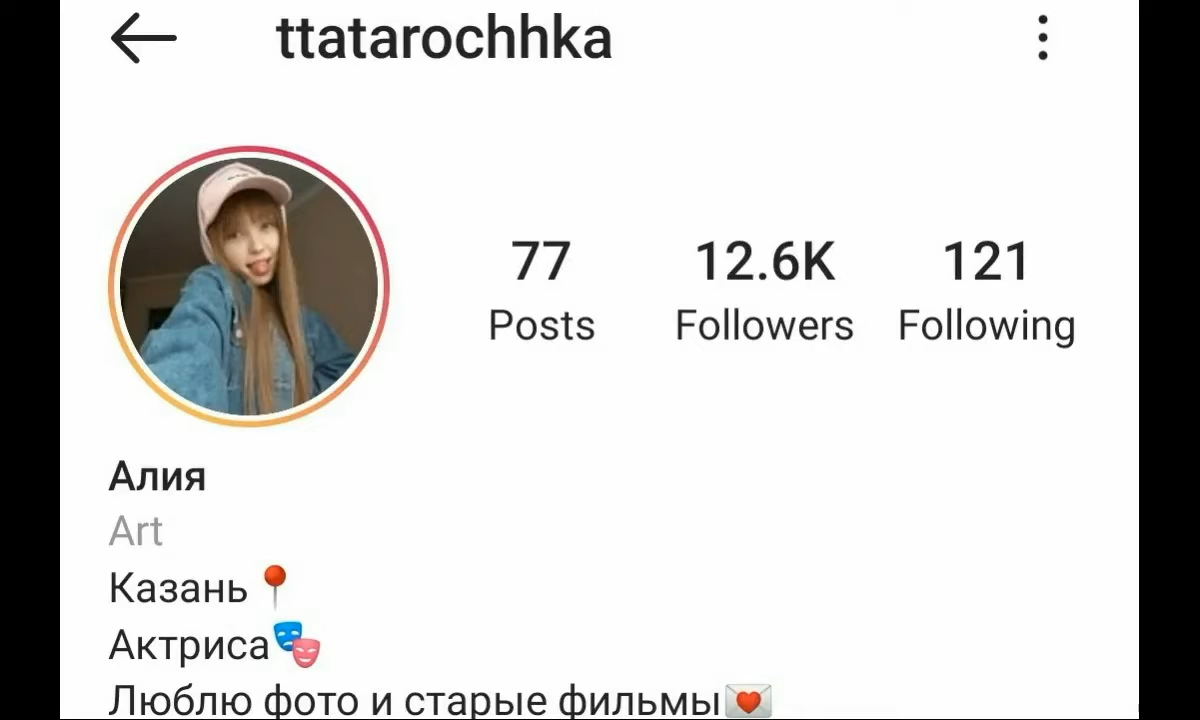 ttatarochhka
77 12.6K 121
Posts Followers Following
Алия
Art
Казань📍
Актриса🎭
Люблю фото и старые фильмы💌